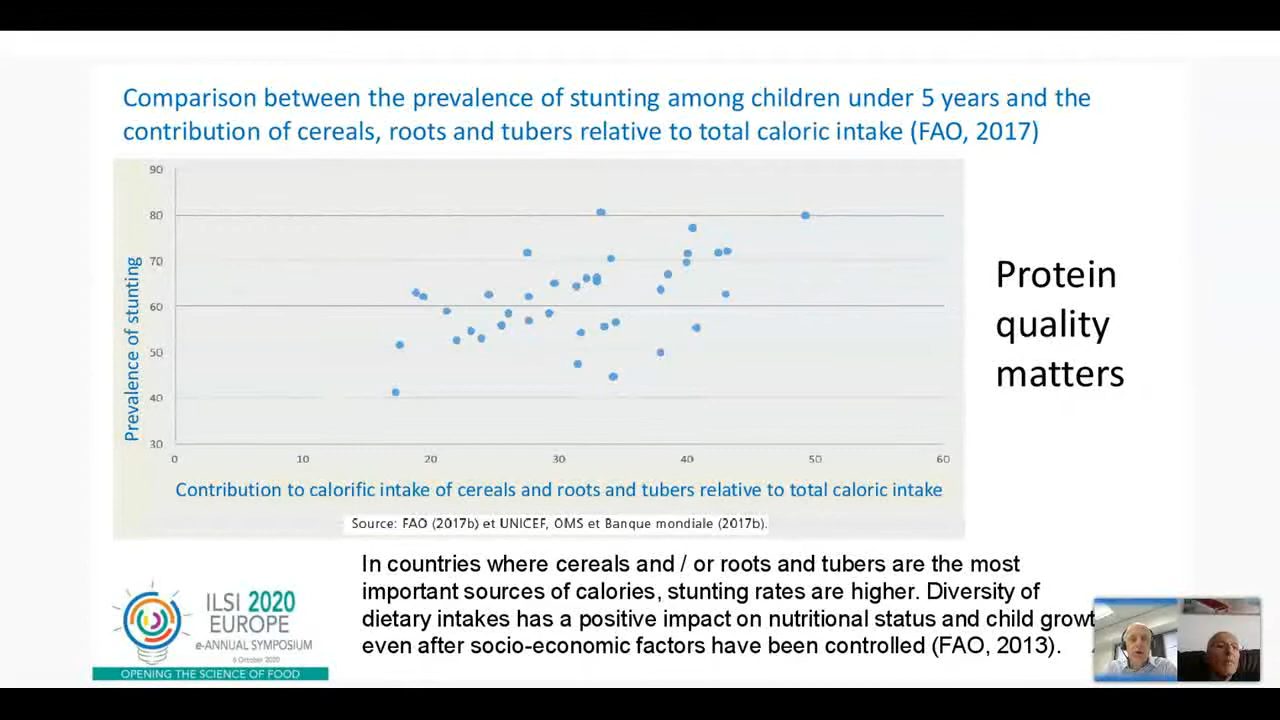 Comparison between the prevalence of stunting among children under 5 years and the
contribution of cereals, roots and tubers relative to total caloric intake (FAO, 2017)
90
80
70
60
50
40
30
Prevalence of stunting
0 10 20 30 40 50 60
Contribution to calorific intake of cereals and roots and tubers relative to total caloric intake
Source: FAO (2017b) et UNICEF, OMS et Banque mondiale (2017b).
Protein
quality
matters
In countries where cereals and / or roots and tubers are the most
important sources of calories, stunting rates are higher. Diversity of
dietary intakes has a positive impact on nutritional status and child growt
even after socio-economic factors have been controlled (FAO, 2013).
ILSI 2020
EUROPE
e-ANNUAL SYMPOSIUM
6 October 2020
OPENING THE SCIENCE OF FOOD